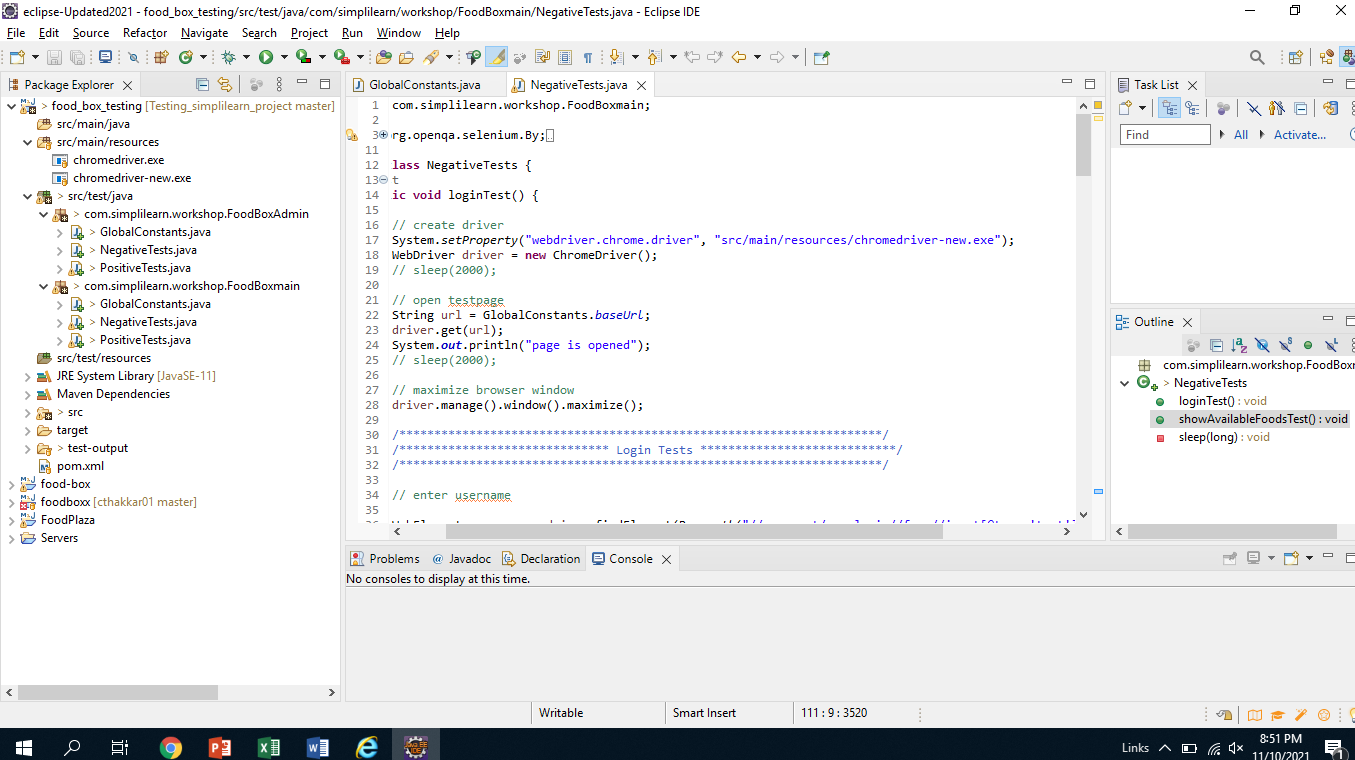 eclipse-Updated2021 - food_box_testing/src/test/java/com/simplilearn/workshop/FoodBoxmain/NegativeTests.java - Eclipse IDE
File Edit Source Refactor Navigate Search Project Run Window Help
Package Explorer
> food_box_testing [Testing_simplilearn_project master]
src/main/java
src/main/resources
chromedriver.exe
chromedriver-new.exe
> src/test/java
> com.simplilearn.workshop.FoodBoxAdmin
> GlobalConstants.java
> NegativeTests.java
> PositiveTests.java
> com.simplilearn.workshop.FoodBoxmain
> GlobalConstants.java
> NegativeTests.java
> PositiveTests.java
src/test/resources
JRE System Library [JavaSE-11]
Maven Dependencies
> src
target
> test-output
pom.xml
food-box
foodboxx [cthakkar01 master]
FoodPlaza
Servers
GlobalConstants.java NegativeTests.java
1 com.simplilearn.workshop.FoodBoxmain;
2
3 rg.openqa.selenium.By;
11
12 lass NegativeTests {
13 t
14 ic void loginTest() {
15
16 // create driver
17 System.setProperty("webdriver.chrome.driver", "src/main/resources/chromedriver-new.exe");
18 WebDriver driver = new ChromeDriver();
19 // sleep(2000);
20
21 // open testpage
22 String url = GlobalConstants.baseUrl;
23 driver.get(url);
24 System.out.println("page is opened");
25 // sleep(2000);
26
27 // maximize browser window
28 driver.manage().window().maximize();
29
30 /*********************************************************************/
31 /****************************** Login Tests ****************************/
32 /*********************************************************************/
33
34 // enter username
35
Task List
Find All Activate...
Outline
com.simplilearn.workshop.FoodBoxr
> NegativeTests
loginTest() : void
showAvailableFoodsTest() : void
sleep(long) : void
Problems @ Javadoc Declaration Console
No consoles to display at this time.
Writable Smart Insert 111 : 9 : 3520
Links 8:51 PM
11/10/2021
1